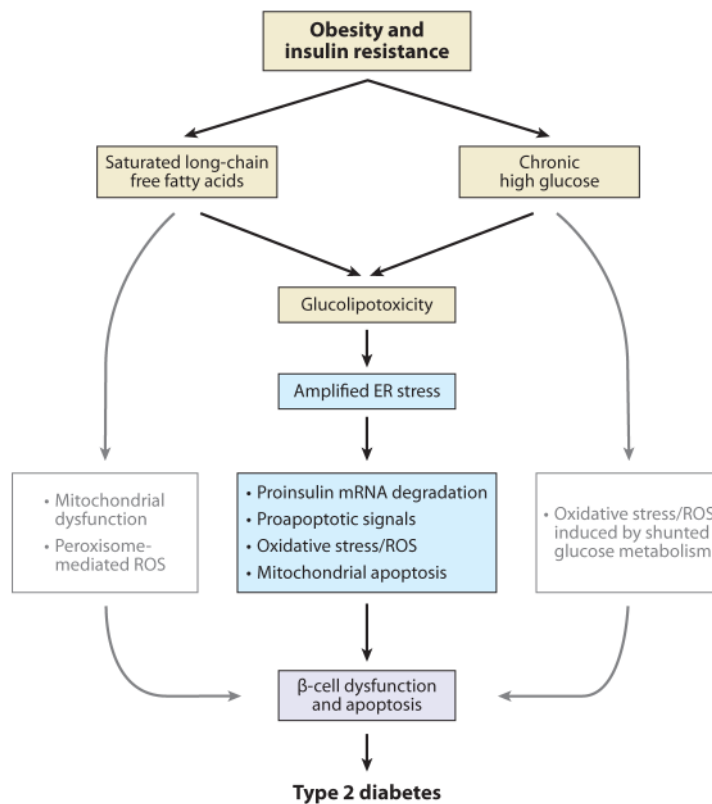 Obesity and
insulin resistance
Saturated long-chain
free fatty acids
Chronic
high glucose
Glucolipotoxicity
Amplified ER stress
• Mitochondrial
dysfunction
• Peroxisome-
mediated ROS
• Proinsulin mRNA degradation
• Proapoptotic signals
• Oxidative stress/ROS
• Mitochondrial apoptosis
• Oxidative stress/ROS
induced by shunted
glucose metabolism
β-cell dysfunction
and apoptosis
Type 2 diabetes